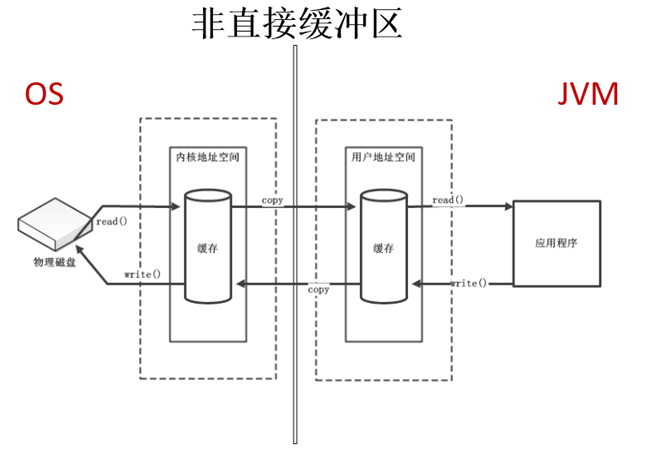 非直接缓冲区
OS
JVM
内核地址空间
用户地址空间
copy
read()
read()
缓存
缓存
应用程序
物理磁盘
write()
copy
write()